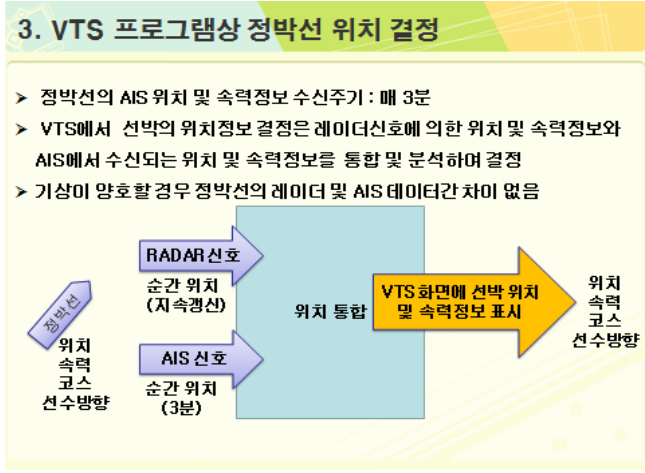 3. VTS 프로그램상 정박선 위치 결정
➢ 정박선의 AIS 위치 및 속력정보 수신주기 : 매 3분
➢ VTS에서 선박의 위치정보 결정은 레이더신호에 의한 위치 및 속력정보와
AIS에서 수신되는 위치 및 속력정보를 통합 및 분석하여 결정
➢ 기상이 양호할 경우 정박선의 레이더 및 AIS 데이터간 차이 없음
정박선
위치
속력
코스
선수방향
RADAR 신호
순간 위치
(지속갱신)
AIS 신호
순간 위치
(3분)
위치 통합
VTS 화면에 선박 위치
및 속력정보 표시
위치
속력
코스
선수방향